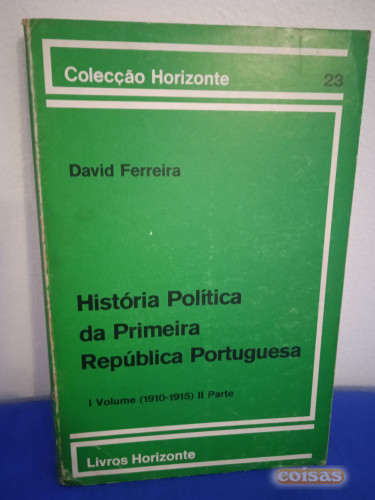 Colecção Horizonte 23
David Ferreira
História Política
da Primeira
República Portuguesa
I Volume (1910-1915) II Parte
Livros Horizonte
coisas